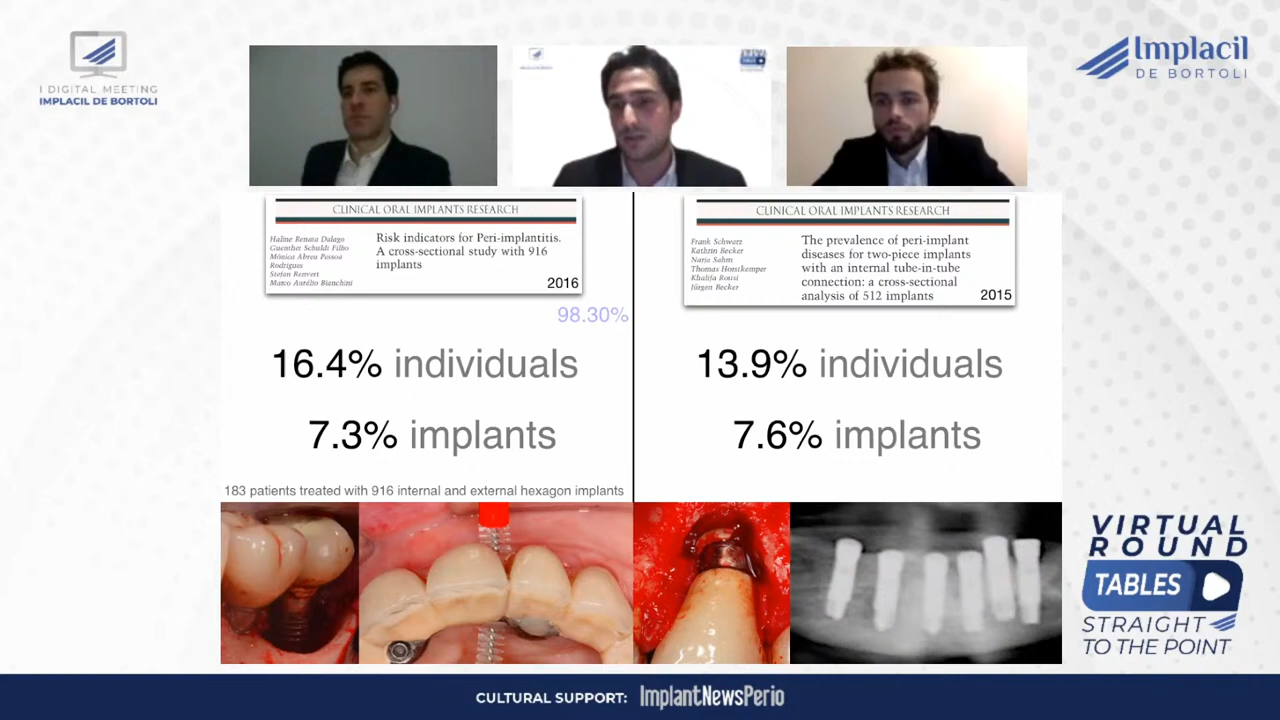 I DIGITAL MEETING
IMPLACIL DE BORTOLI
Implacil
DE BORTOLI
CLINICAL ORAL IMPLANTS RESEARCH
Haline Renata Dalago
Guenther Schuldt Filho
Mônica Abreu Pessoa
Rodrigues
Stefan Renvert
Marco Aurélio Bianchini
Risk indicators for Peri-implantitis.
A cross-sectional study with 916
implants
2016
98.30%
16.4% individuals
7.3% implants
183 patients treated with 916 internal and external hexagon implants
CLINICAL ORAL IMPLANTS RESEARCH
Frank Schwarz
Kathrin Becker
Narja Sahm
Thomas Horstkemper
Khalifa Rousi
Jürgen Becker
The prevalence of peri-implant
diseases for two-piece implants
with an internal tube-in-tube
connection: a cross-sectional
analysis of 512 implants
2015
13.9% individuals
7.6% implants
VIRTUAL
ROUND
TABLES
STRAIGHT
TO THE POINT
CULTURAL SUPPORT: ImplantNewsPerio